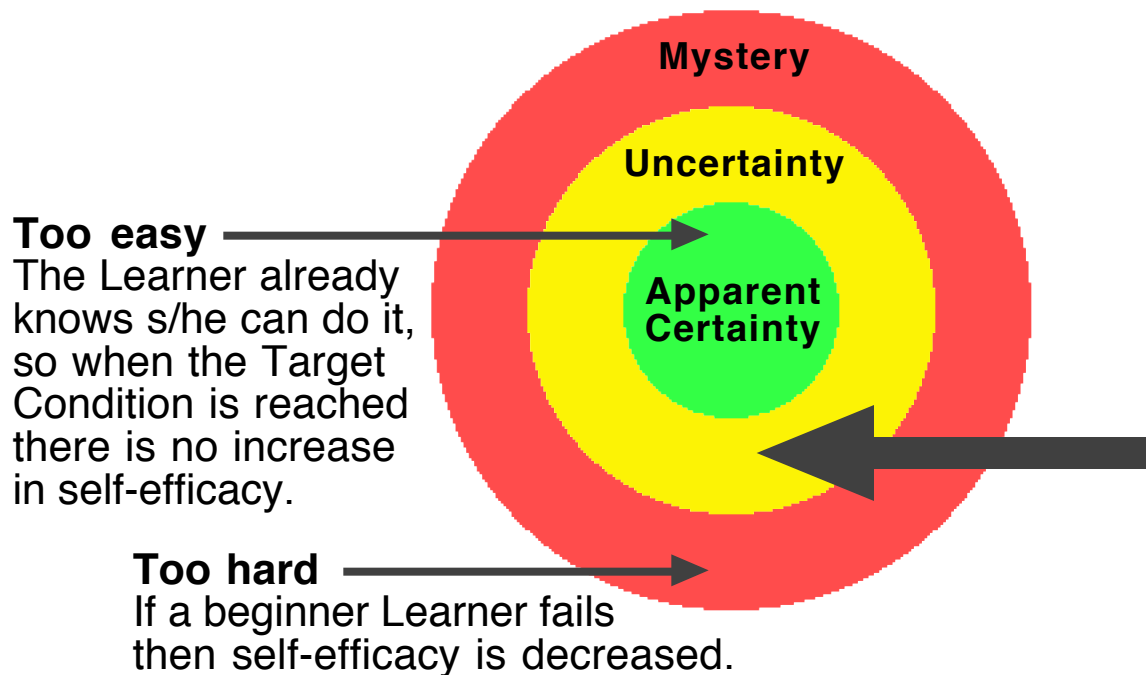 Mystery
Uncertainty
Apparent
Certainty
Too easy
The Learner already
knows s/he can do it,
so when the Target
Condition is reached
there is no increase
in self-efficacy.
Too hard
If a beginner Learner fails
then self-efficacy is decreased.